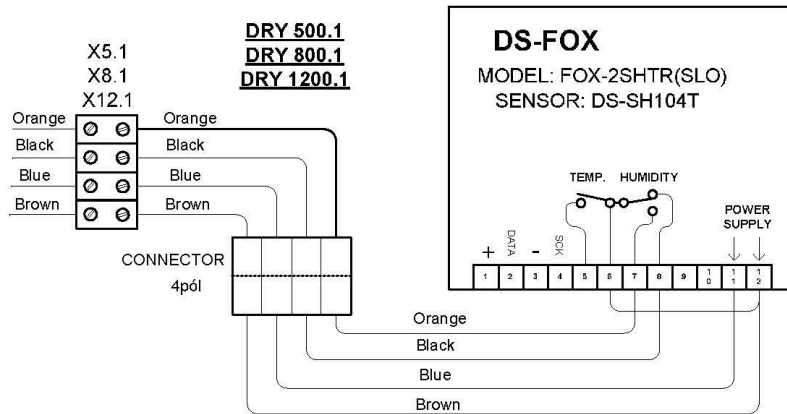 DRY 500.1
DRY 800.1
DRY 1200.1
X5.1
X8.1
X12.1
Orange
Orange
Black
Black
Blue
Blue
Brown
Brown
CONNECTOR
4pól
DS-FOX
MODEL: FOX-2SHTR(SLO)
SENSOR: DS-SH104T
TEMP. HUMIDITY
POWER
SUPPLY
+ DATA - SCK
1 2 3 4 5 6 7 8 9 10 11 12
Orange
Black
Blue
Brown